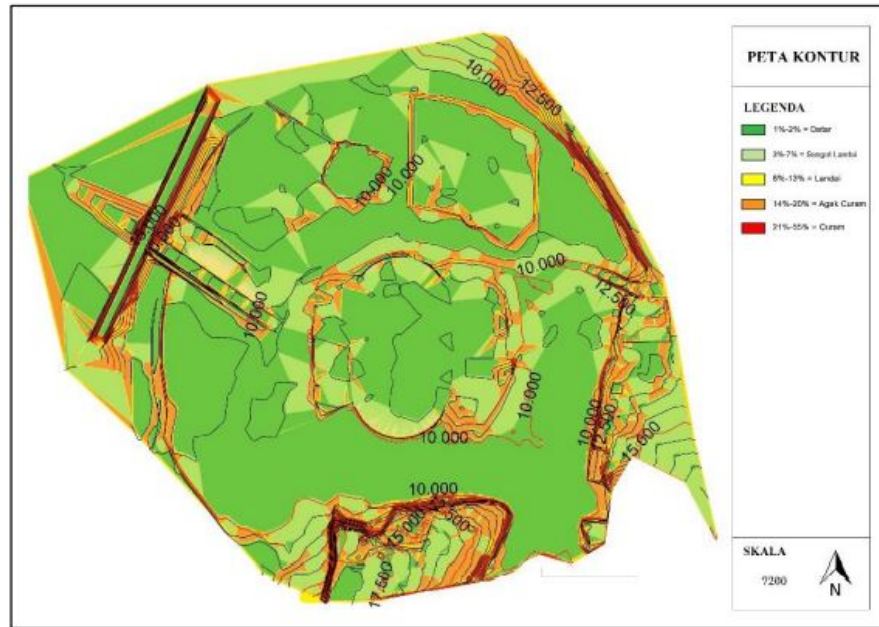 PETA KONTUR
LEGENDA
1%-2% = Datar
3%-7% = Sangat Landai
8%-13% = Landai
14%-20% = Agak Curam
21%-55% = Curam
SKALA
7200
N
10.000
12.500
10.000
10.000
10.000
12.500
10.000
10.000
12.500
10.000
15.000
10.000
10.000
15.000
17.500